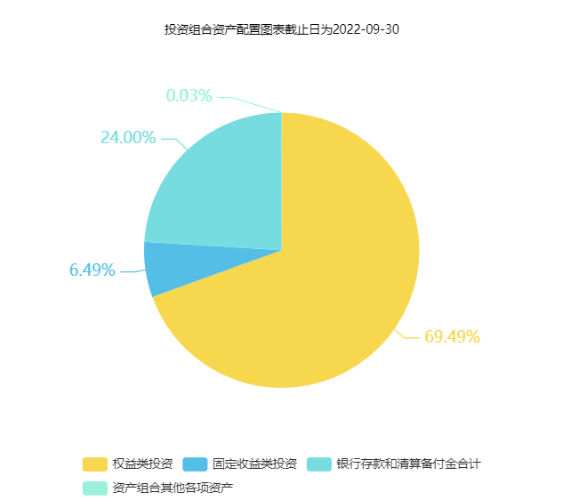 投资组合资产配置图表截止日为2022-09-30
0.03%
24.00%
6.49%
69.49%
权益类投资 固定收益类投资 银行存款和清算备付金合计
资产组合其他各项资产